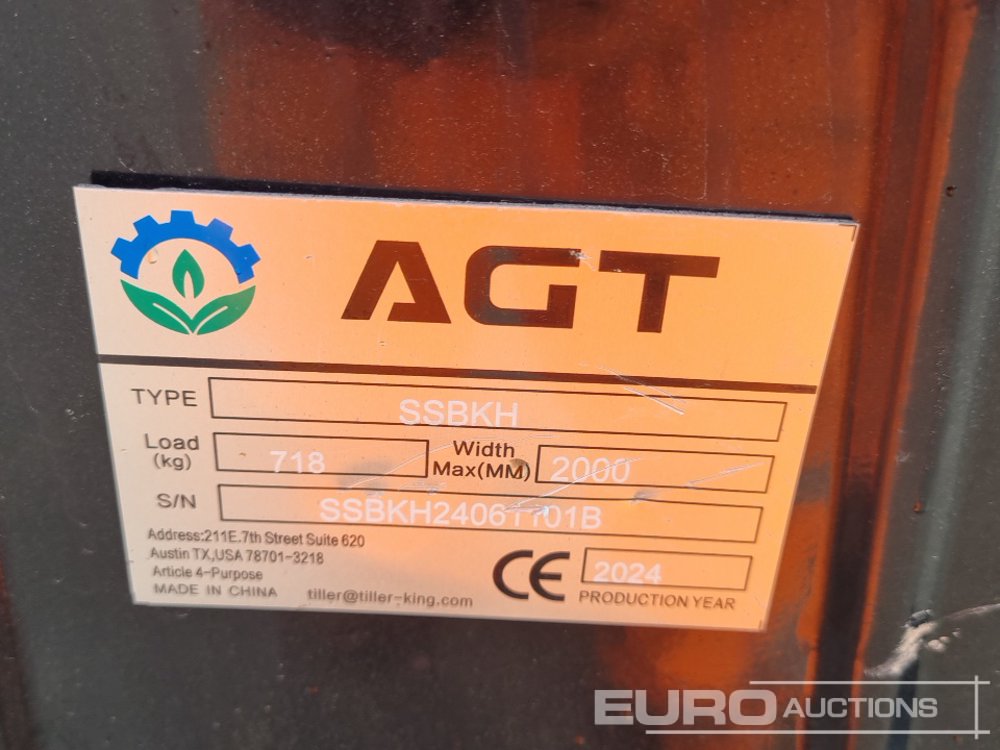 AGT
TYPE SSBKH
Load (kg) 718 Width Max(MM) 2000
S/N SSBKH24061101B
Address:211E.7th Street Suite 620
Austin TX,USA 78701-3218
Article 4-Purpose
MADE IN CHINA tiller@tiller-king.com
CE 2024
PRODUCTION YEAR
EURO AUCTIONS